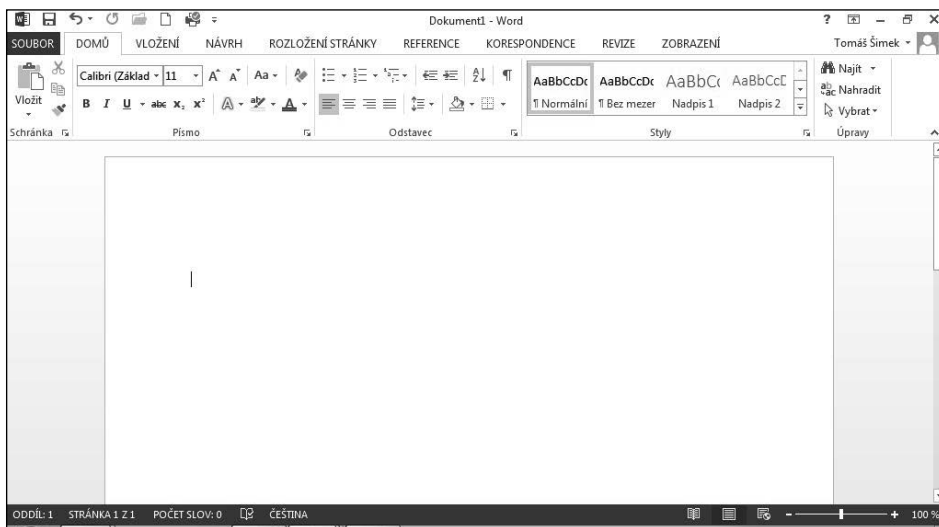 Dokument1 - Word
SOUBOR DOMŮ VLOŽENÍ NÁVRH ROZLOŽENÍ STRÁNKY REFERENCE KORESPONDENCE REVIZE ZOBRAZENÍ Tomáš Šimek
Calibri (Základ 11 Aa
AaBbCcDc AaBbCcDc AaBbCc AaBbCcD
Najít
Nahradit
Vybrat
Vložit
B I U abc x₂ x² A
¶ Normální ¶ Bez mezer Nadpis 1 Nadpis 2
Schránka Písmo Odstavec Styly Úpravy
ODDÍL: 1 STRÁNKA 1 Z 1 POČET SLOV: 0 ČEŠTINA 100 %